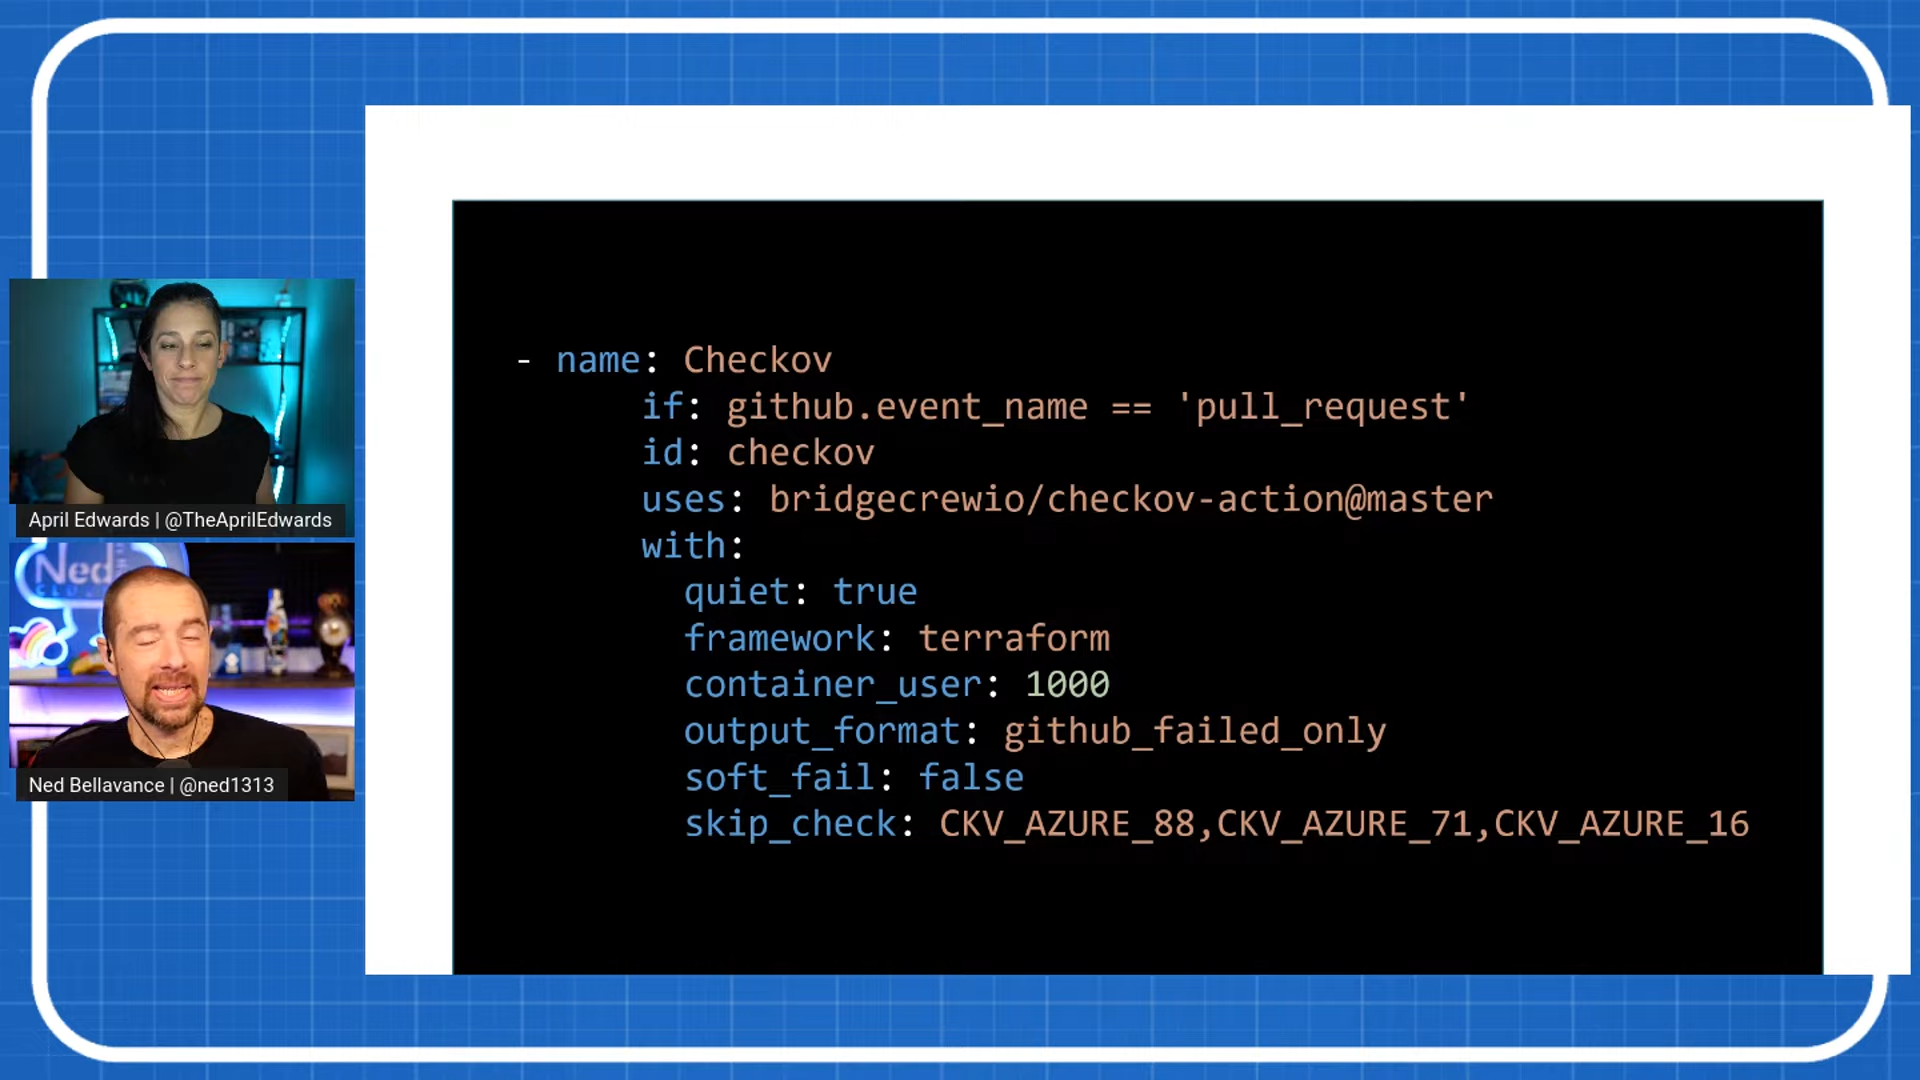 - name: Checkov
if: github.event_name == 'pull_request'
id: checkov
uses: bridgecrewio/checkov-action@master
with:
quiet: true
framework: terraform
container_user: 1000
output_format: github_failed_only
soft_fail: false
skip_check: CKV_AZURE_88,CKV_AZURE_71,CKV_AZURE_16
April Edwards | @TheAprilEdwards
Ned
Ned Bellavance | @ned1313